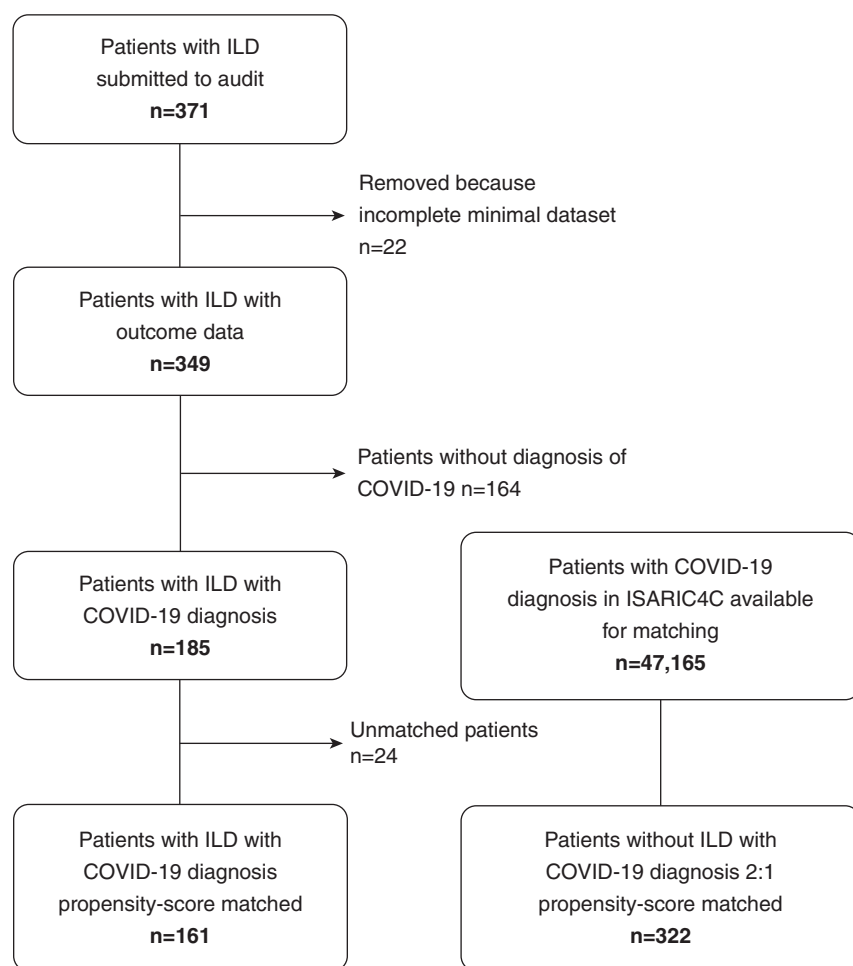 Patients with ILD
submitted to audit
n=371
Removed because
incomplete minimal dataset
n=22
Patients with ILD with
outcome data
n=349
Patients without diagnosis of
COVID-19 n=164
Patients with ILD with
COVID-19 diagnosis
n=185
Patients with COVID-19
diagnosis in ISARIC4C available
for matching
n=47,165
Unmatched patients
n=24
Patients with ILD with
COVID-19 diagnosis
propensity-score matched
n=161
Patients without ILD with
COVID-19 diagnosis 2:1
propensity-score matched
n=322